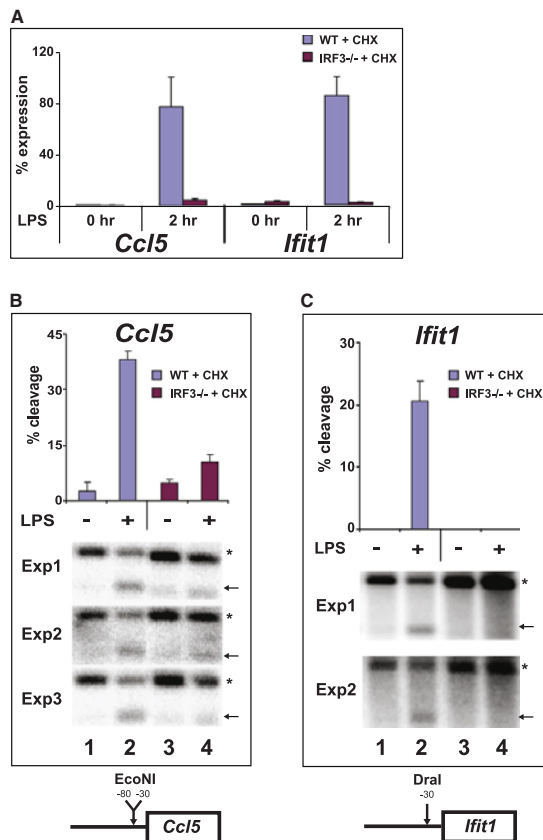 A
WT + CHX
IRF3-/- + CHX
% expression
120
80
40
0
LPS 0 hr 2 hr 0 hr 2 hr
Ccl5 Ifit1
B
Ccl5
% cleavage
45
30
15
0
WT + CHX
IRF3-/- + CHX
LPS - + - +
Exp1 *
Exp2 *
Exp3 *
1 2 3 4
EcoNI
-80 -30
Ccl5
C
Ifit1
% cleavage
30
20
10
0
WT + CHX
IRF3-/- + CHX
LPS - + - +
Exp1 *
Exp2 *
1 2 3 4
DraI
-30
Ifit1